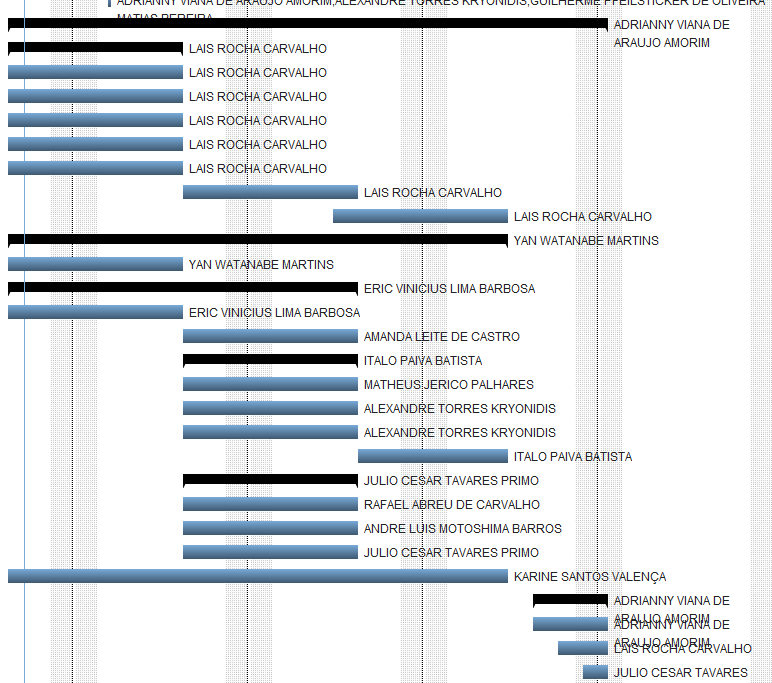 ADRIANNY VIANA DE ARAUJO AMORIM,ALEXANDRE TORRES KRYONIDIS,GUILHERME PFEILSTICKER DE OLIVEIRA
MATIAS PEREIRA
ADRIANNY VIANA DE
ARAUJO AMORIM
LAIS ROCHA CARVALHO
LAIS ROCHA CARVALHO
LAIS ROCHA CARVALHO
LAIS ROCHA CARVALHO
LAIS ROCHA CARVALHO
LAIS ROCHA CARVALHO
LAIS ROCHA CARVALHO
LAIS ROCHA CARVALHO
YAN WATANABE MARTINS
YAN WATANABE MARTINS
ERIC VINICIUS LIMA BARBOSA
ERIC VINICIUS LIMA BARBOSA
AMANDA LEITE DE CASTRO
ITALO PAIVA BATISTA
MATHEUS JERICO PALHARES
ALEXANDRE TORRES KRYONIDIS
ALEXANDRE TORRES KRYONIDIS
ITALO PAIVA BATISTA
JULIO CESAR TAVARES PRIMO
RAFAEL ABREU DE CARVALHO
ANDRE LUIS MOTOSHIMA BARROS
JULIO CESAR TAVARES PRIMO
KARINE SANTOS VALENÇA
ADRIANNY VIANA DE
ARAUJO AMORIM
ADRIANNY VIANA DE
ARAUJO AMORIM
LAIS ROCHA CARVALHO
JULIO CESAR TAVARES